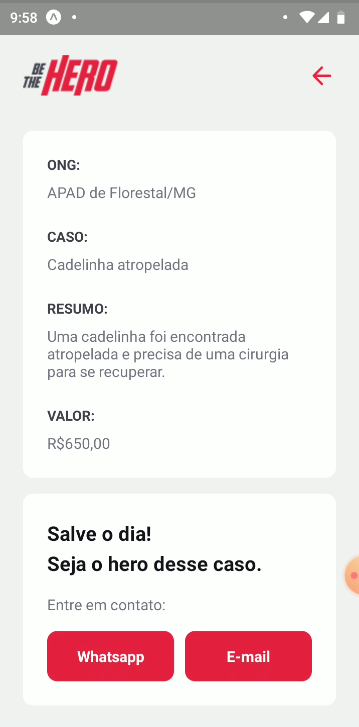 9:58
BE
THE HERO
ONG:
APAD de Florestal/MG
CASO:
Cadelinha atropelada
RESUMO:
Uma cadelinha foi encontrada
atropelada e precisa de uma cirurgia
para se recuperar.
VALOR:
R$650,00
Salve o dia!
Seja o hero desse caso.
Entre em contato:
Whatsapp E-mail